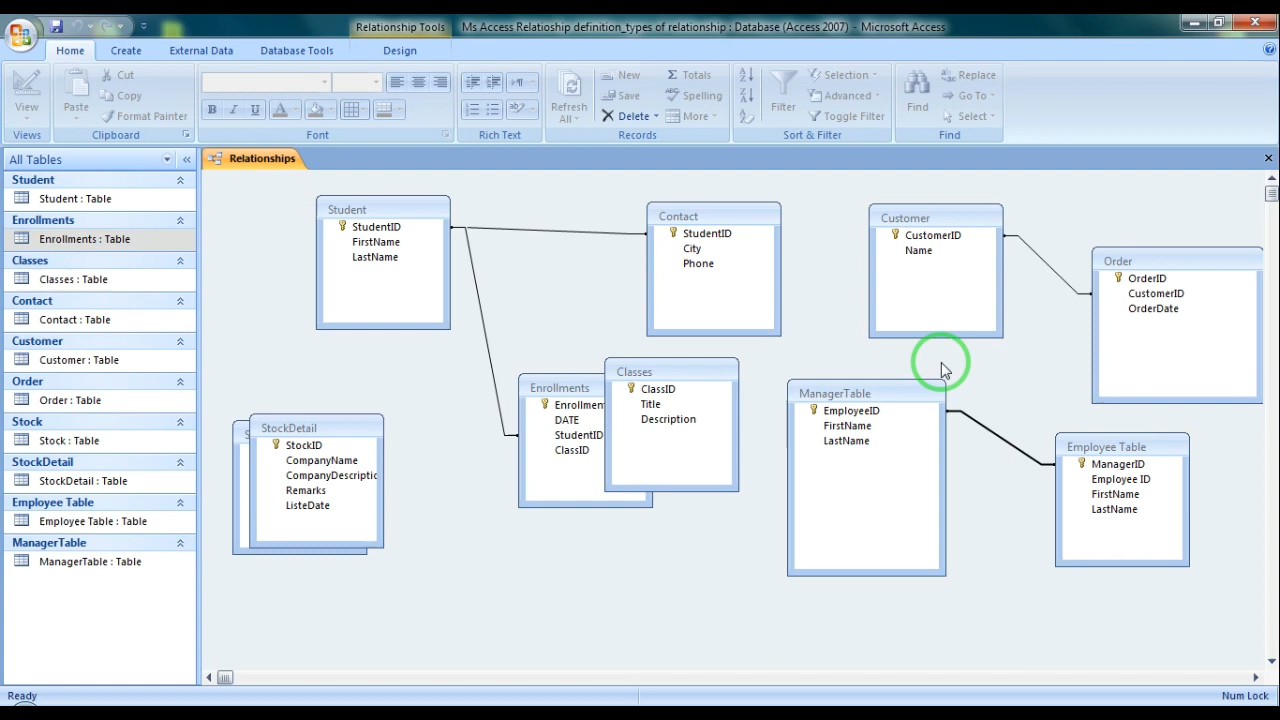 Relationship Tools
Ms Access Relatioship definition_types of relationship : Database (Access 2007) - Microsoft Access
Home
Create
External Data
Database Tools
Design
View
Views
Paste
Cut
Copy
Format Painter
Clipboard
B I U A
Font
Rich Text
Refresh
All
New
Save
Delete
Totals
Spelling
More
Records
Filter
Selection
Advanced
Toggle Filter
Sort & Filter
Find
Replace
Go To
Select
Find
All Tables
Student
Student : Table
Enrollments
Enrollments : Table
Classes
Classes : Table
Contact
Contact : Table
Customer
Customer : Table
Order
Order : Table
Stock
Stock : Table
StockDetail
StockDetail : Table
Employee Table
Employee Table : Table
ManagerTable
ManagerTable : Table
Relationships
Student
StudentID
FirstName
LastName
Contact
StudentID
City
Phone
Customer
CustomerID
Name
Order
OrderID
CustomerID
OrderDate
StockDetail
StockID
CompanyName
CompanyDescriptic
Remarks
ListeDate
Enrollments
Enrollmen
DATE
StudentID
ClassID
Classes
ClassID
Title
Description
ManagerTable
EmployeeID
FirstName
LastName
Employee Table
ManagerID
Employee ID
FirstName
LastName
Ready
Num Lock